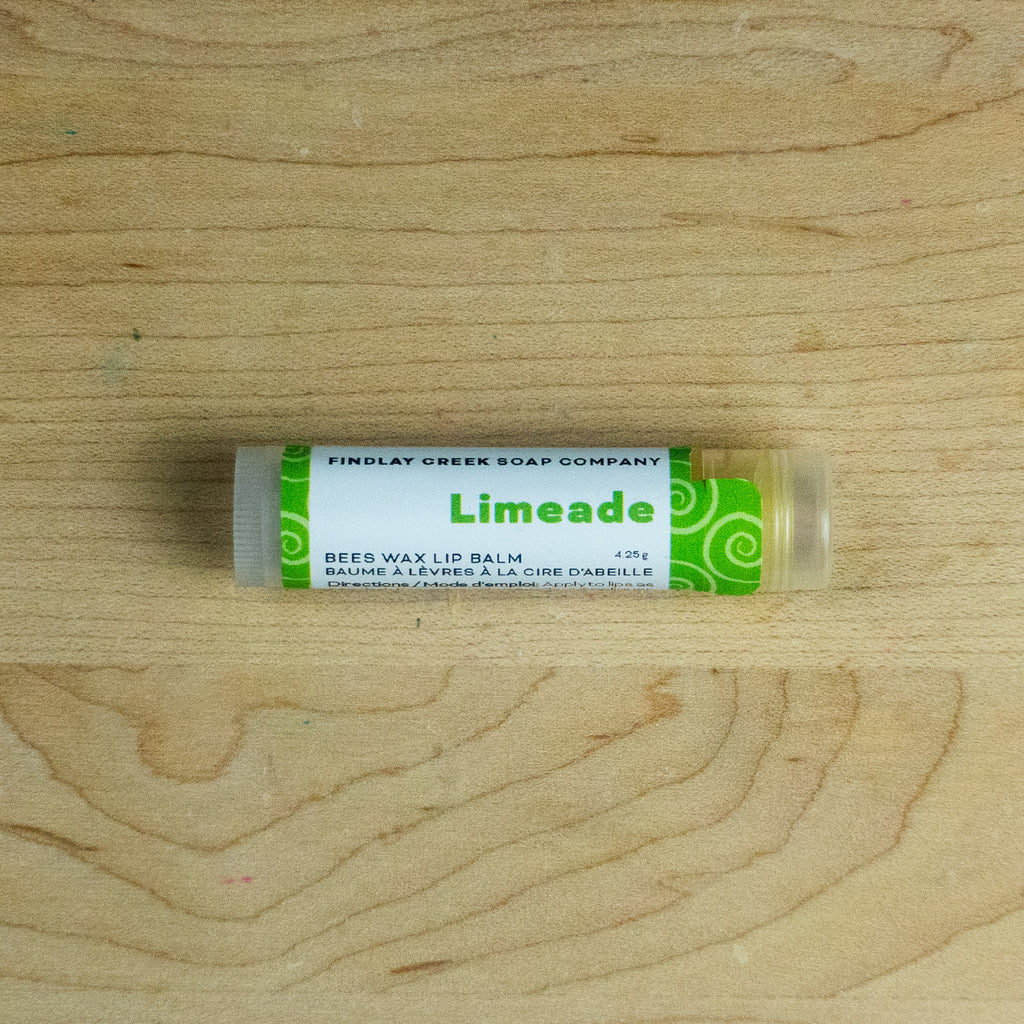 FINDLAY CREEK SOAP COMPANY
Limeade
BEES WAX LIP BALM 4.25g
BAUME À LÈVRES À LA CIRE D'ABEILLE
Directions / Mode d'emploi: Apply to lips as